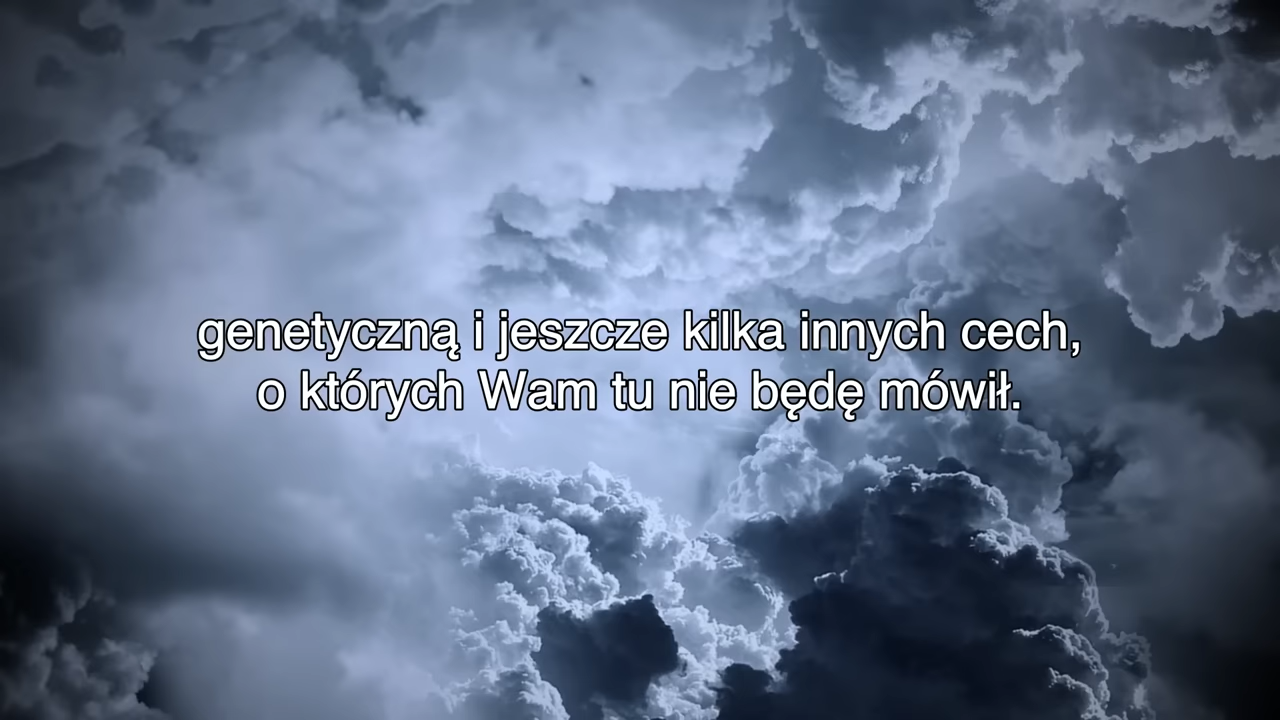 genetyczną i jeszcze kilka innych cech,
o których Wam tu nie będę mówił.